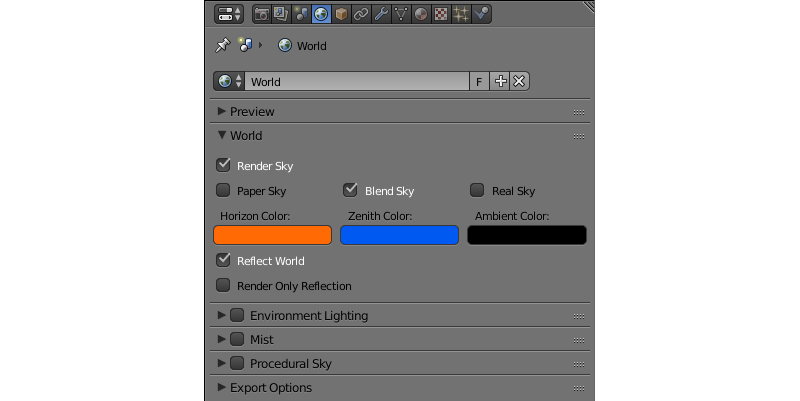 World
World F
Preview
World
Render Sky
Paper Sky Blend Sky Real Sky
Horizon Color: Zenith Color: Ambient Color:
Reflect World
Render Only Reflection
Environment Lighting
Mist
Procedural Sky
Export Options